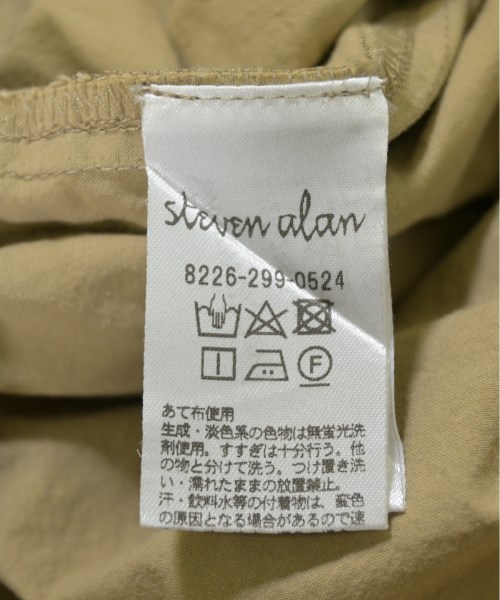 steven alan
8226-299-0524
F
あて布使用
生成・淡色系の色物は無蛍光洗
剤使用。すすぎは十分行う。他
の物と分けて洗う。つけ置き洗
い・濡れたままの放置禁止。
汗・飲料水等の付着物は、変色
の原因となる場合があるので速